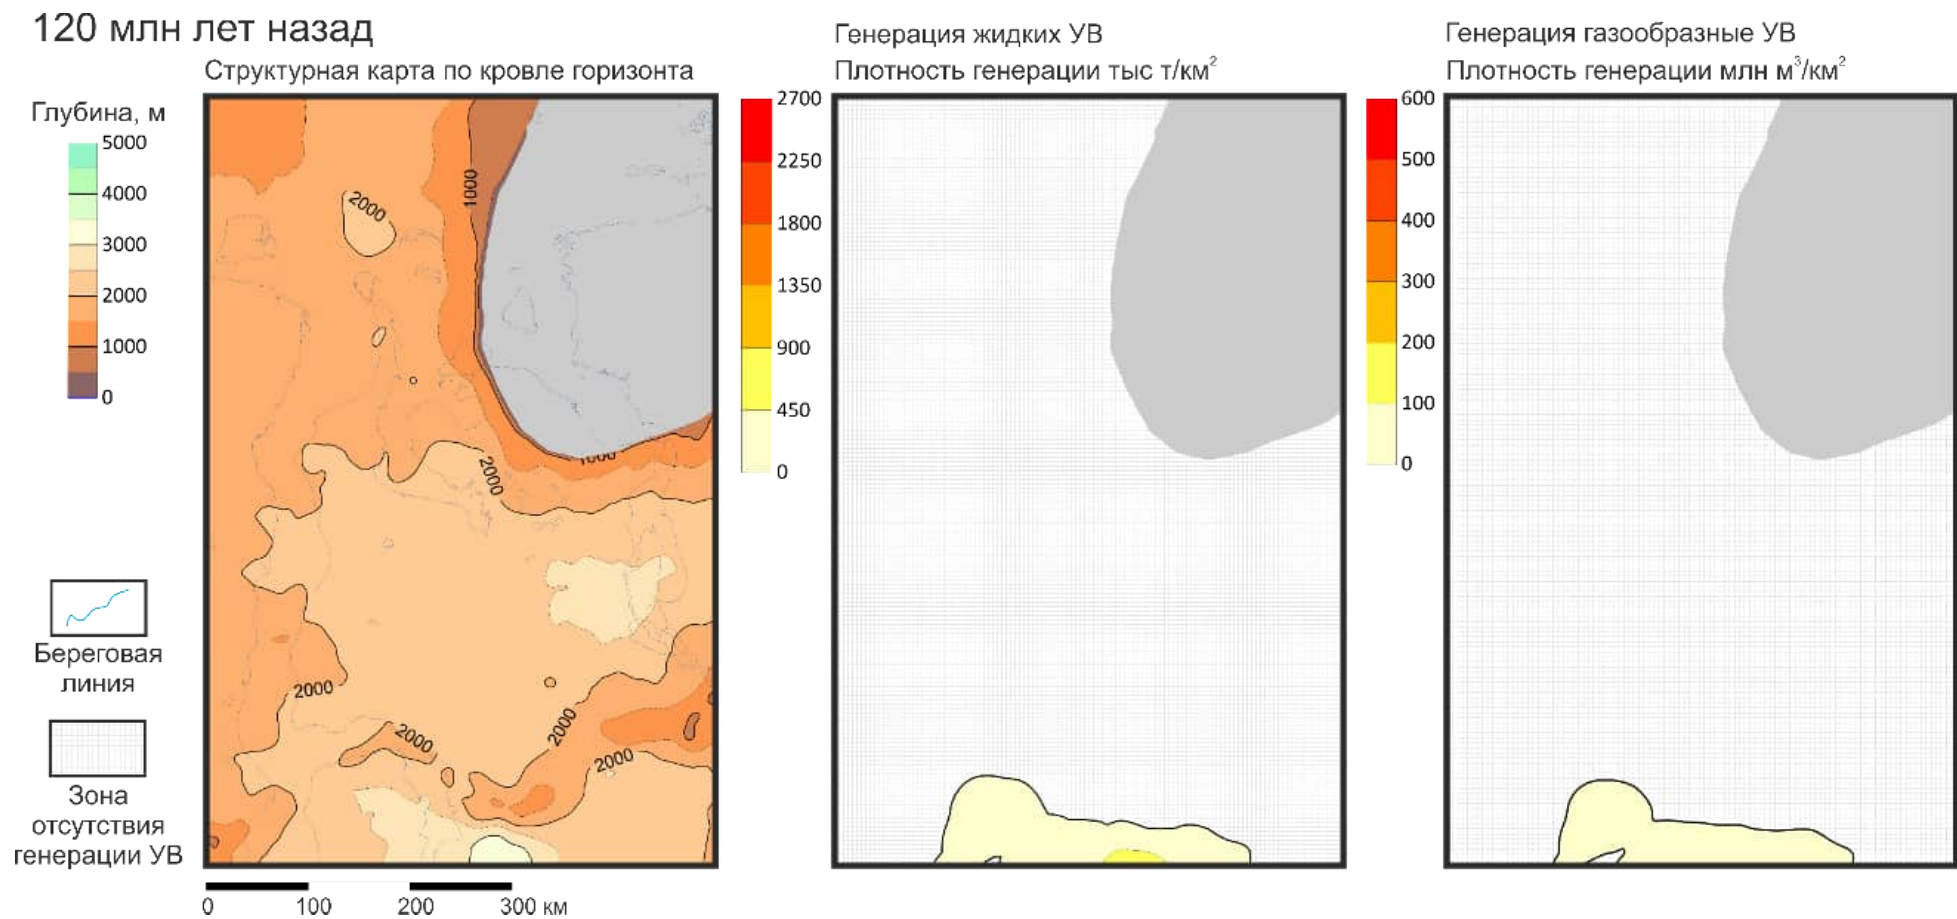 120 млн лет назад
Структурная карта по кровле горизонта
Глубина, м
5000
4000
3000
2000
1000
0
Береговая
линия
Зона
отсутствия
генерации УВ
1000
2000
2000
1000
2000
2000
2000
2000
0 100 200 300 км
Генерация жидких УВ
Плотность генерации тыс т/км²
2700
2250
1800
1350
900
450
0
Генерация газообразные УВ
Плотность генерации млн м³/км²
600
500
400
300
200
100
0